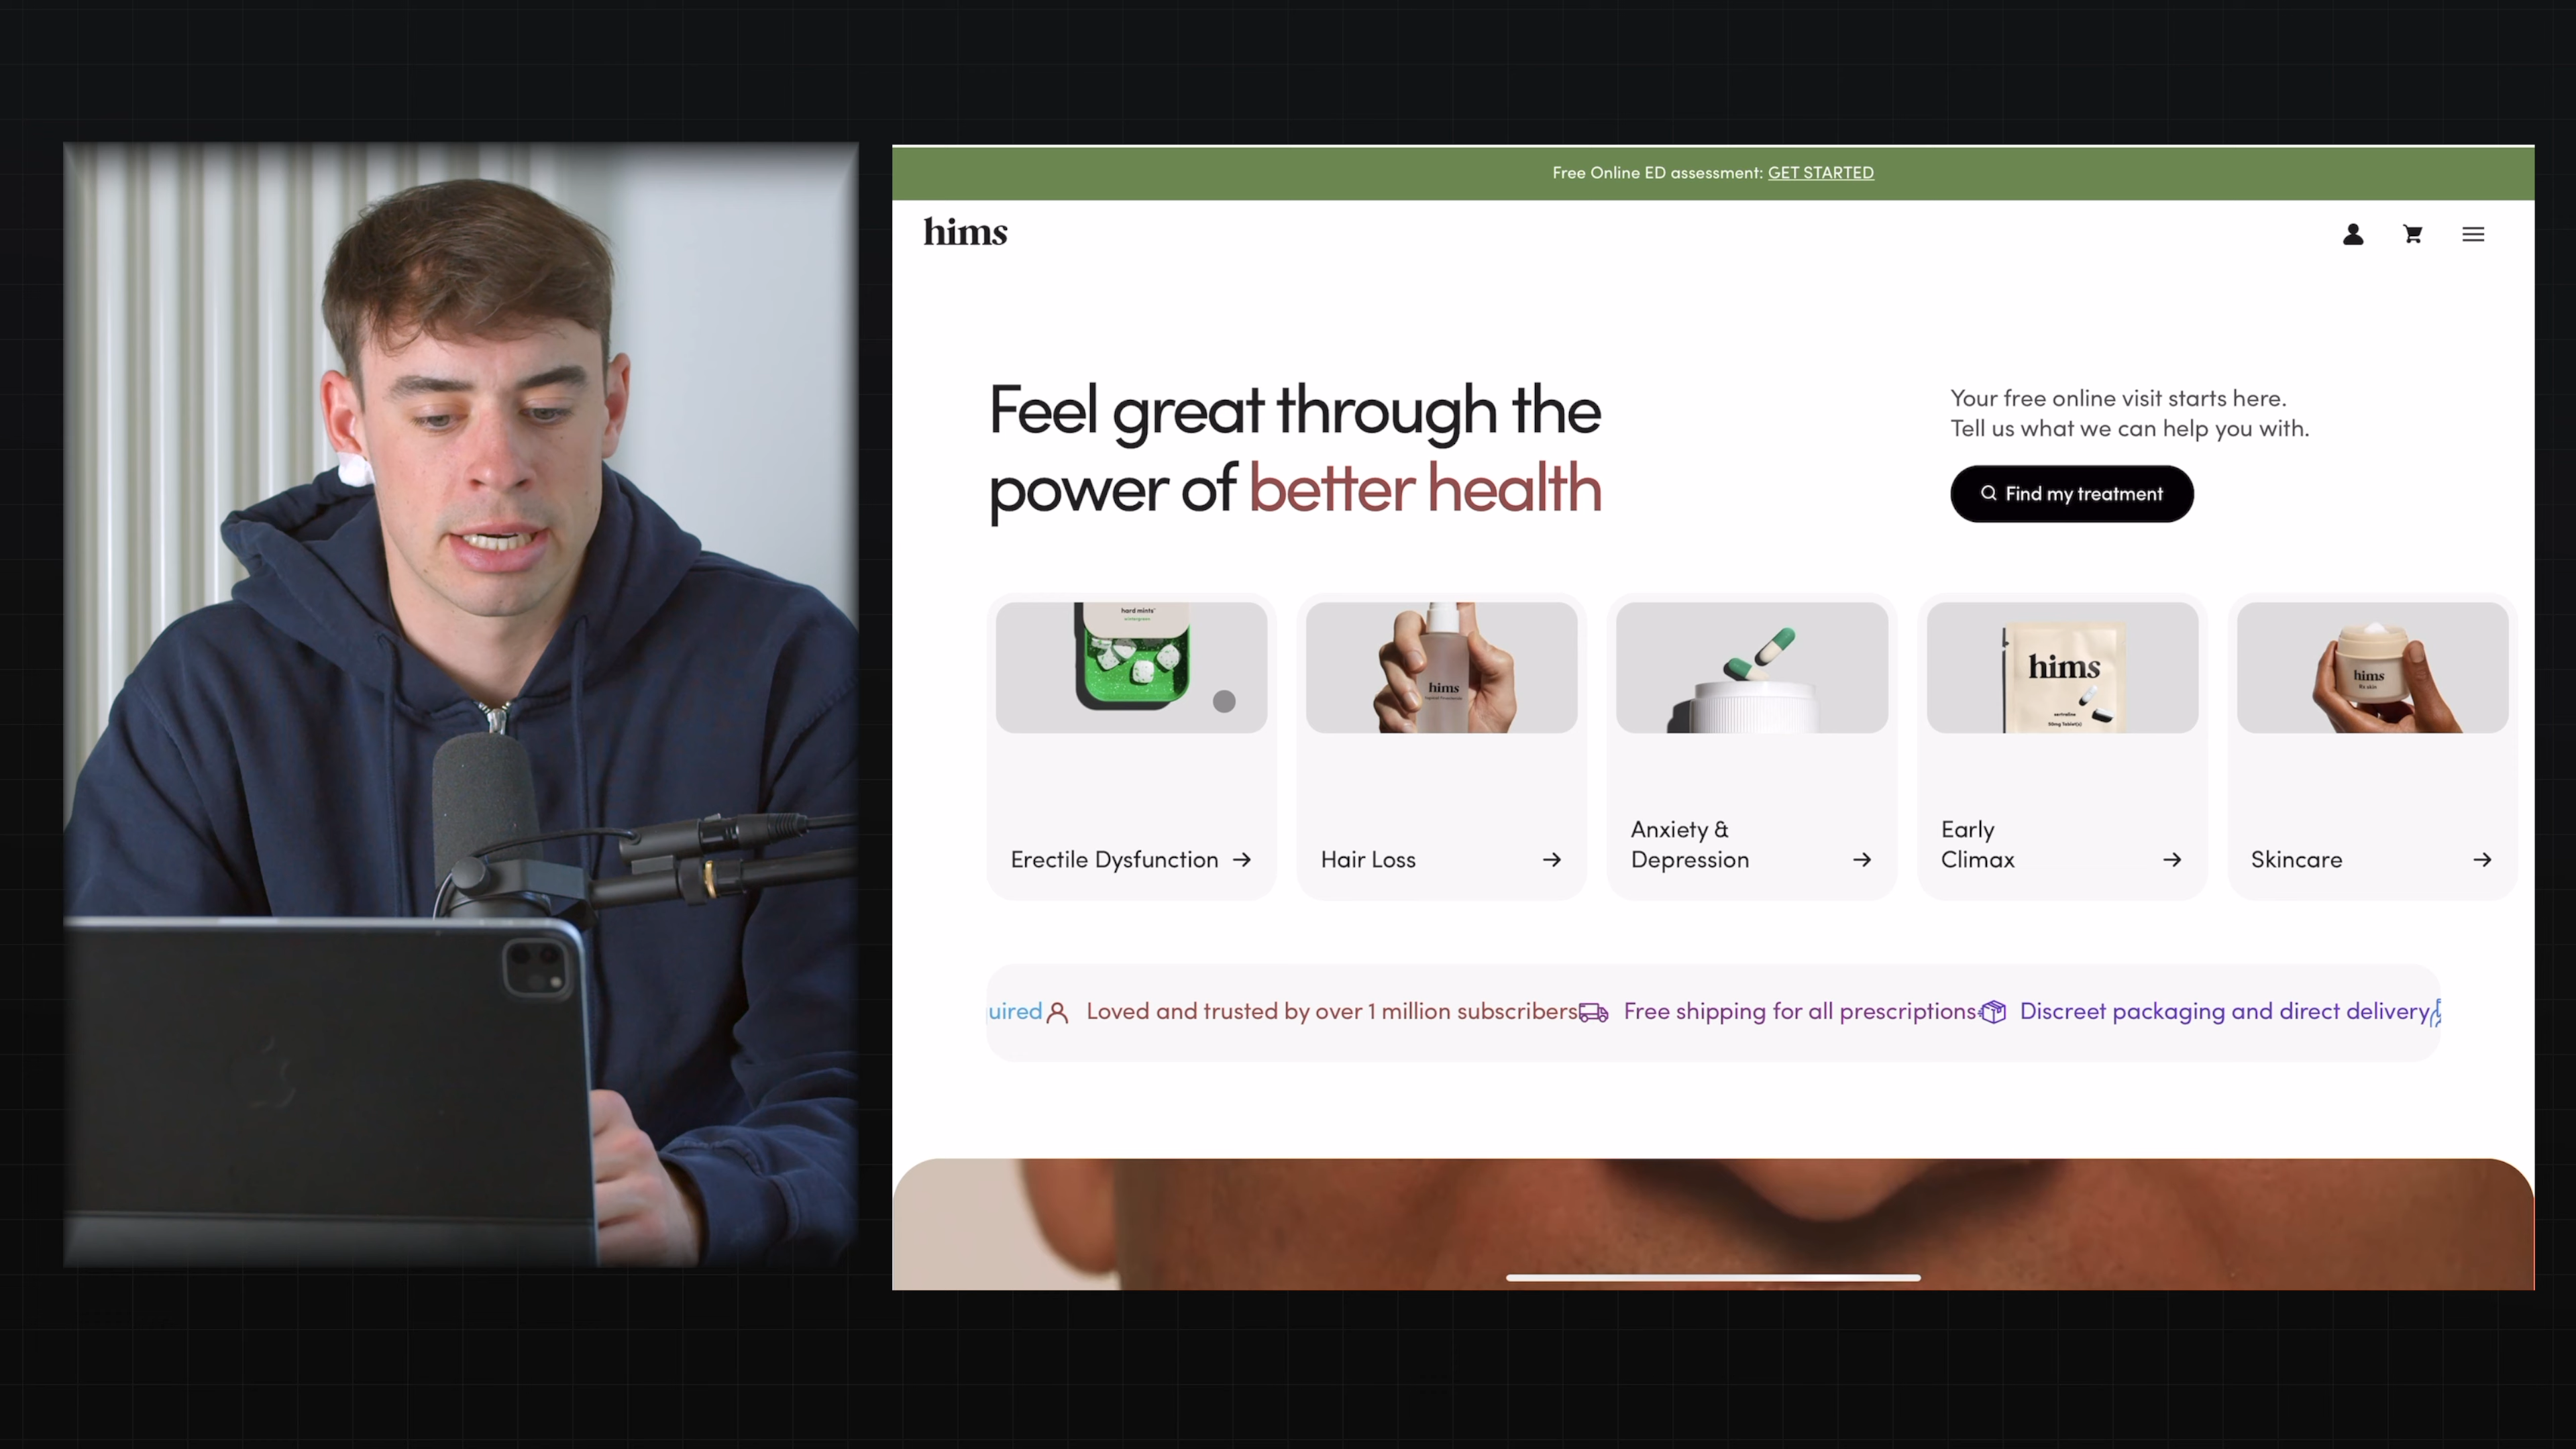 Free Online ED assessment: GET STARTED
hims
Feel great through the
power of better health
Your free online visit starts here.
Tell us what we can help you with.
Find my treatment
hard mints
hims
hims
hims
Erectile Dysfunction
Hair Loss
Anxiety &
Depression
Early
Climax
Skincare
uired Loved and trusted by over 1 million subscribers Free shipping for all prescriptions Discreet packaging and direct delivery